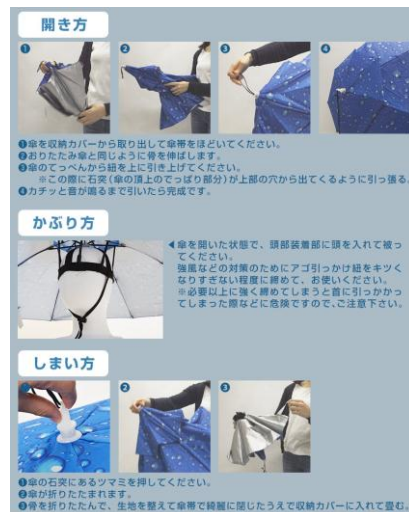 開き方
❶ ❷ ❸ ❹
❶傘を収納カバーから取り出して傘帯をほどいてください。
❷おりたたみ傘と同じように骨を伸ばします。
❸傘のてっぺんから紐を上に引き上げてください。
※この際に石突(傘の頂上のでっぱり部分)が上部の穴から出てくるように引っ張る。
❹カチッと音が鳴るまで引いたら完成です。
かぶり方
◀傘を開いた状態で、頭部装着部に頭を入れて被っ
てください。
強風などの対策のためにアゴ引っかけ紐をキツく
なりすぎない程度に締めて、お使いください。
※必要以上に強く締めてしまうと首に引っかかっ
てしまった際などに危険ですので、ご注意下さい。
しまい方
❶ ❷ ❸
❶傘の石突にあるツマミを押してください。
❷傘が折りたたまれます。
❸骨を折りたたんで、生地を整えて傘帯で綺麗に閉じたうえで収納カバーに入れて畳む。